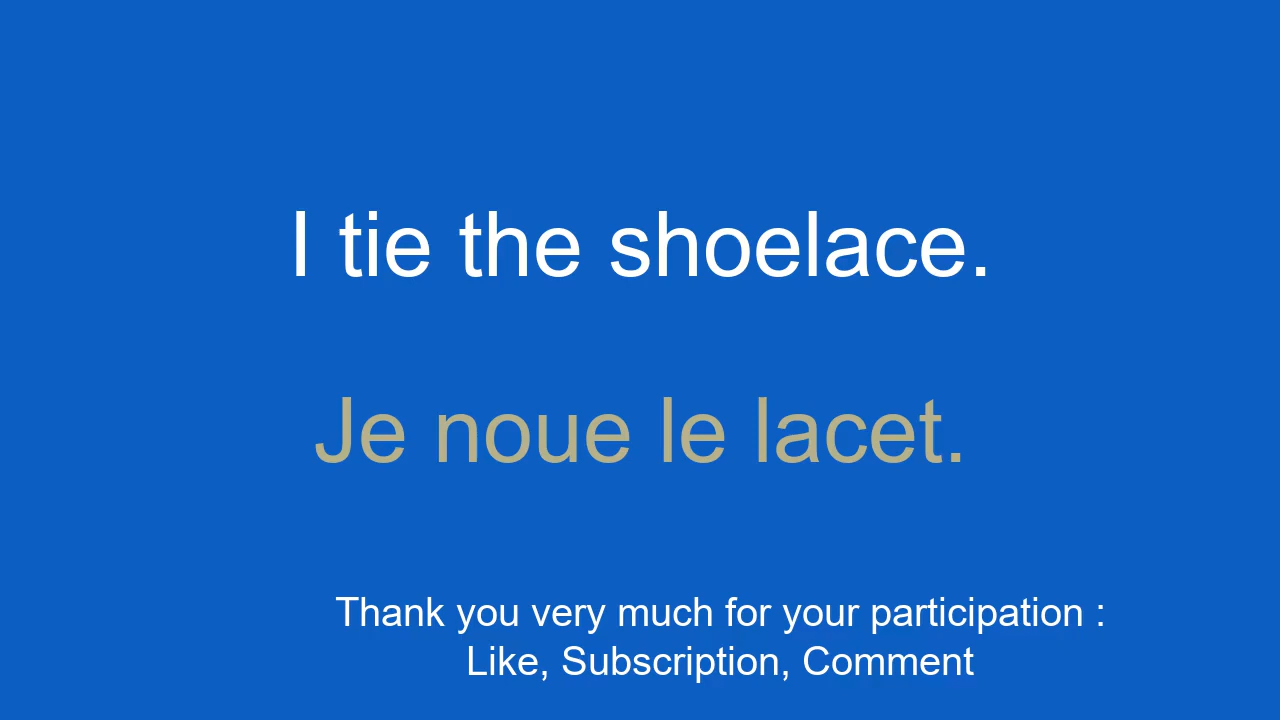 I tie the shoelace.
Je noue le lacet.
Thank you very much for your participation :
Like, Subscription, Comment